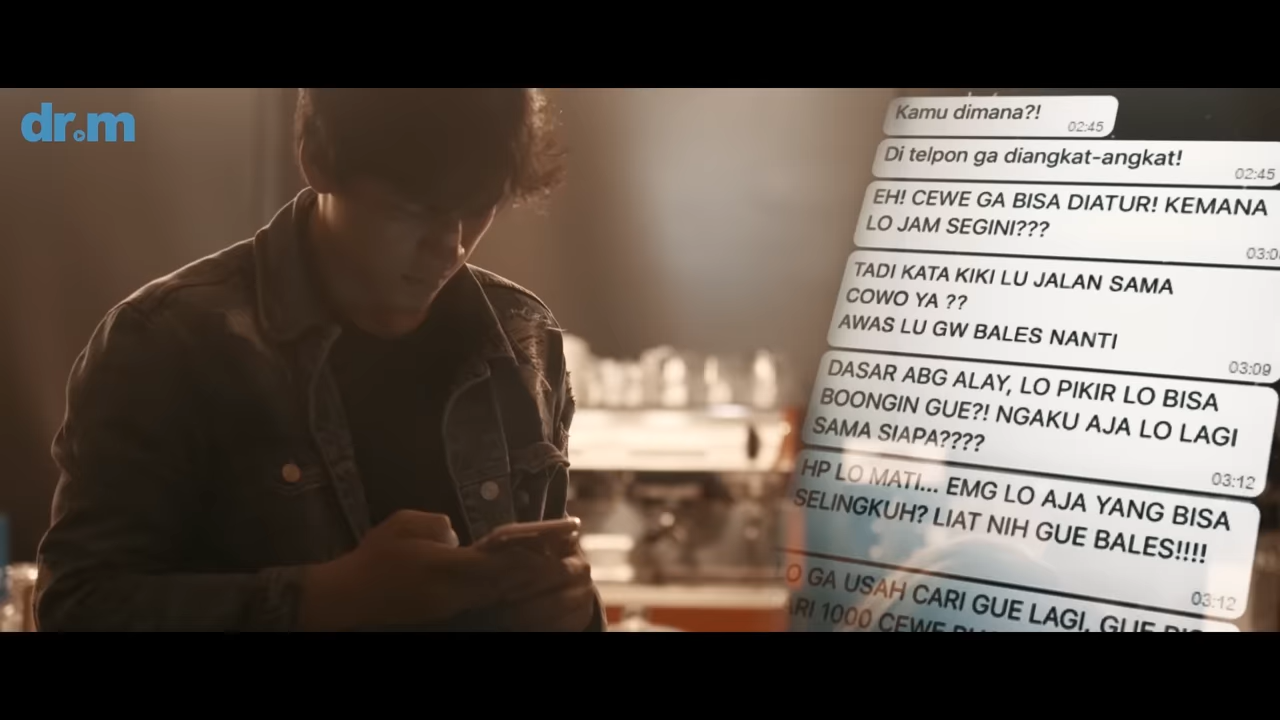 dr.m
Kamu dimana?!
02:45
Di telpon ga diangkat-angkat!
02:45
EH! CEWE GA BISA DIATUR! KEMANA
LO JAM SEGINI???
TADI KATA KIKI LU JALAN SAMA
COWO YA ??
AWAS LU GW BALES NANTI
03:09
DASAR ABG ALAY, LO PIKIR LO BISA
BOONGIN GUE?! NGAKU AJA LO LAGI
SAMA SIAPA????
03:12
HP LO MATI... EMG LO AJA YANG BISA
SELINGKUH? LIAT NIH GUE BALES!!!!
03:12
GA USAH CARI GUE LAGI, GUE
1000 CEWE